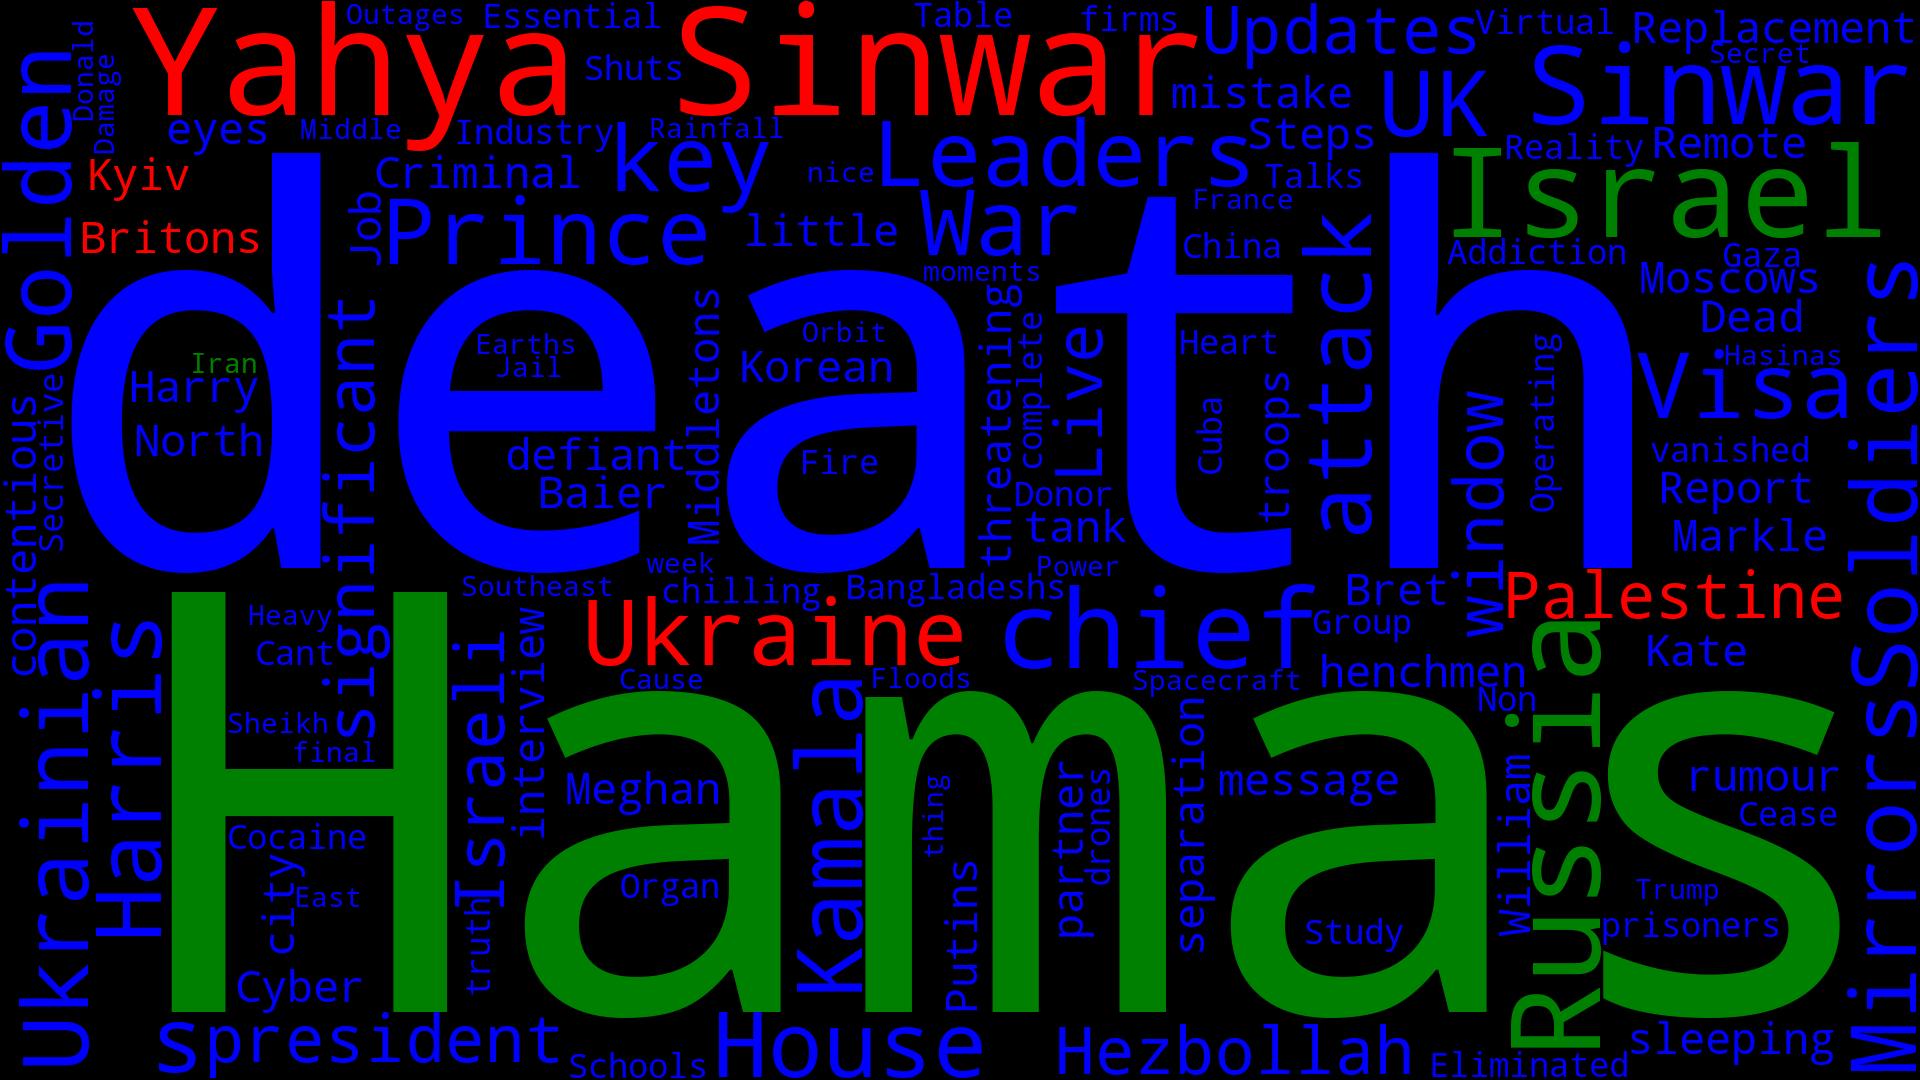 Outages
Essential
Table
firms
Updates
Virtual
Replacement
Donald
Yahya Sinwar
Shuts
Secret
Sinwar
Golden
Damage
mistake
UK
eyes
Middle
Industry
Rainfall
key
Leaders
Steps
Reality
Remote
Kyiv
Criminal
nice
Talks
Israel
Job
Prince
little
War
France
Britons
China
Addiction
Gaza
moments
Moscows
attack
death
Dead
Soldiers
significant
Middletons
threatening
complete
Live
Earths
Jail
Orbit
Korean
Heart
Operating
Hasinas
Visa
Iran
Harry
North
contentious
Secretive
defiant
Baier
Fire
Cuba
troops
window
vanished
Report
Donor
tank
Markle
week
Power
Southeast
chilling
Bangladeshs
Bret
Palestine
Ukrainian
Harris
Heavy
Cant
Israeli
interview
Ukraine
chief
Group
Kate
henchmen
Cause
Floods
Spacecraft
Non
Russia
Hamas
Sheikh
final
Meghan
Kamala
thing
partner
drones
separation
message
William
rumour
Cease
Mirrors
Cocaine
city
East
truth
Organ
Putins
Study
Trump
prisoners
Cyber
s
president
Schools
House
Hezbollah
Eliminated
sleeping